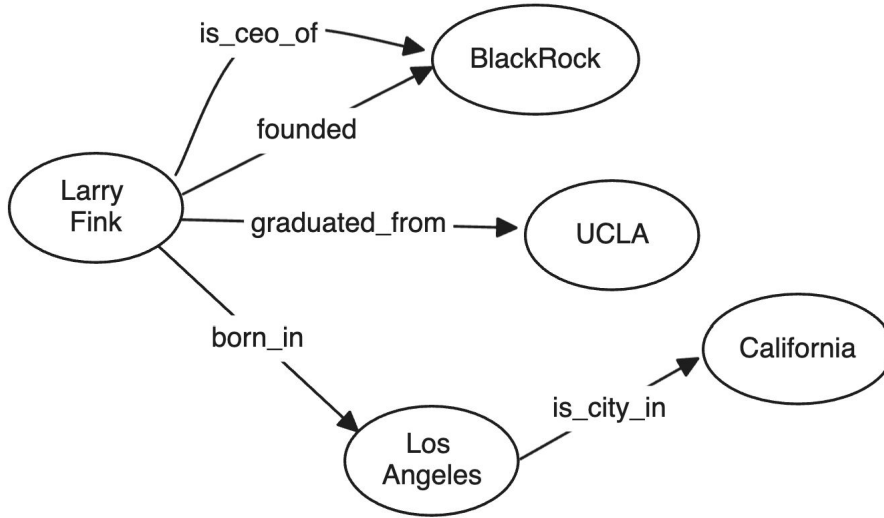 is_ceo_of
BlackRock
founded
Larry
Fink
graduated_from
UCLA
born_in
California
is_city_in
Los
Angeles